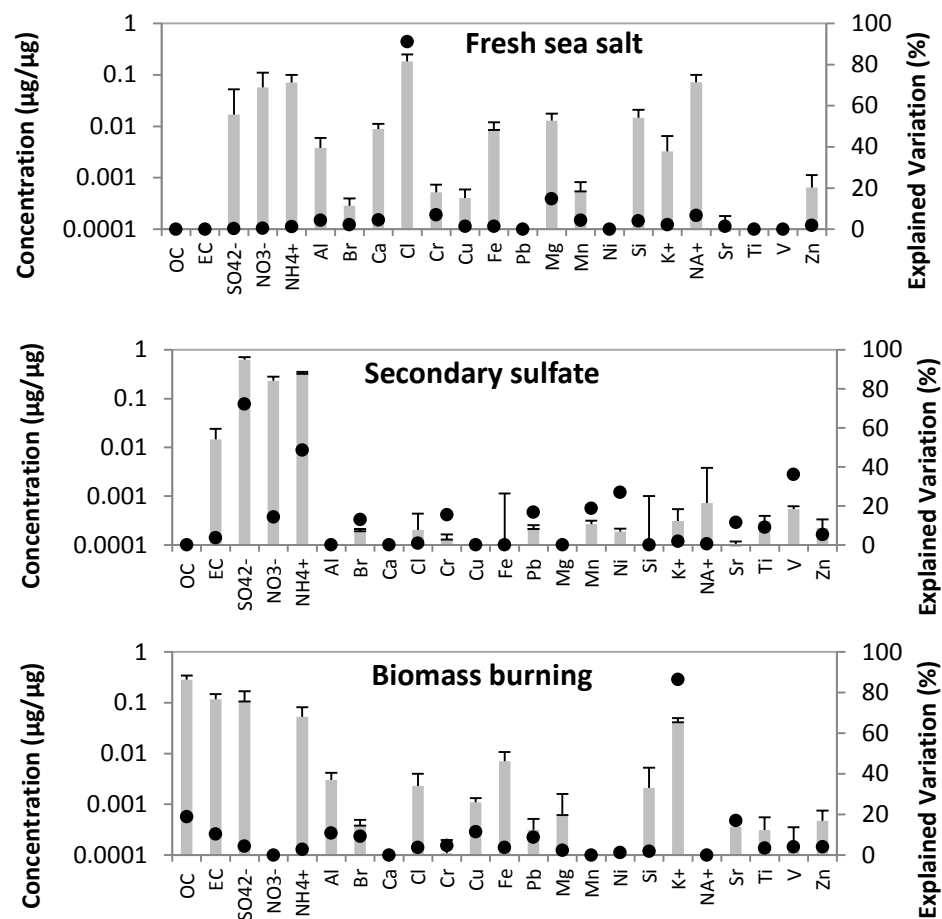 Fresh sea salt
Concentration (µg/µg)
1
0.1
0.01
0.001
0.0001
100
80
60
40
20
0
Explained Variation (%)
OC EC SO42- NO3- NH4+ Al Br Ca Cl Cr Cu Fe Pb Mg Mn Ni Si K+ NA+ Sr Ti V Zn
Secondary sulfate
Concentration (µg/µg)
1
0.1
0.01
0.001
0.0001
100
80
60
40
20
0
Explained Variation (%)
OC EC SO42- NO3- NH4+ Al Br Ca Cl Cr Cu Fe Pb Mg Mn Ni Si K+ NA+ Sr Ti V Zn
Biomass burning
Concentration (µg/µg)
1
0.1
0.01
0.001
0.0001
100
80
60
40
20
0
Explained Variation (%)
OC EC SO42- NO3- NH4+ Al Br Ca Cl Cr Cu Fe Pb Mg Mn Ni Si K+ NA+ Sr Ti V Zn